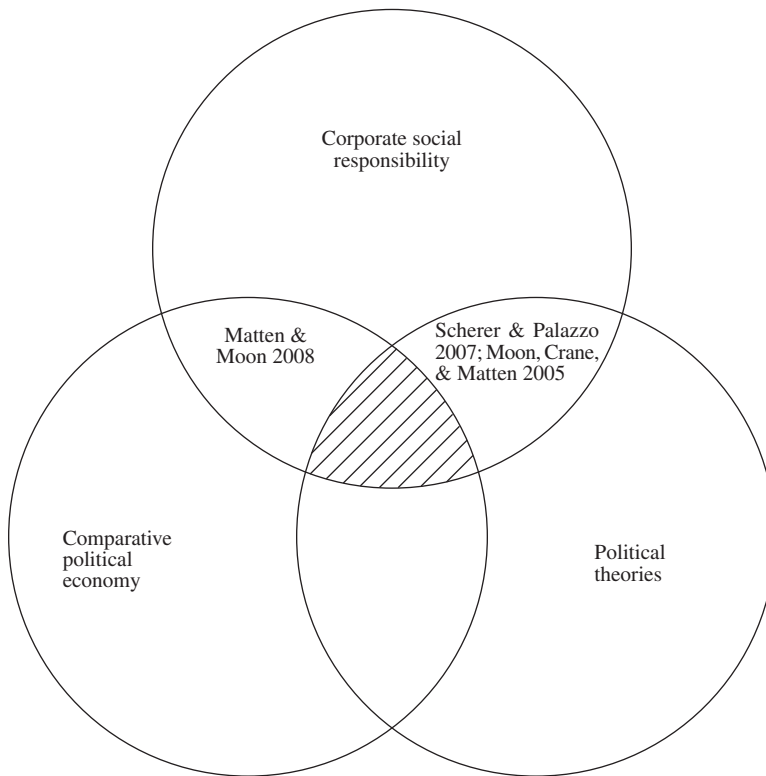 Corporate social
responsibility
Matten &
Moon 2008
Scherer & Palazzo
2007; Moon, Crane,
& Matten 2005
Comparative
political
economy
Political
theories